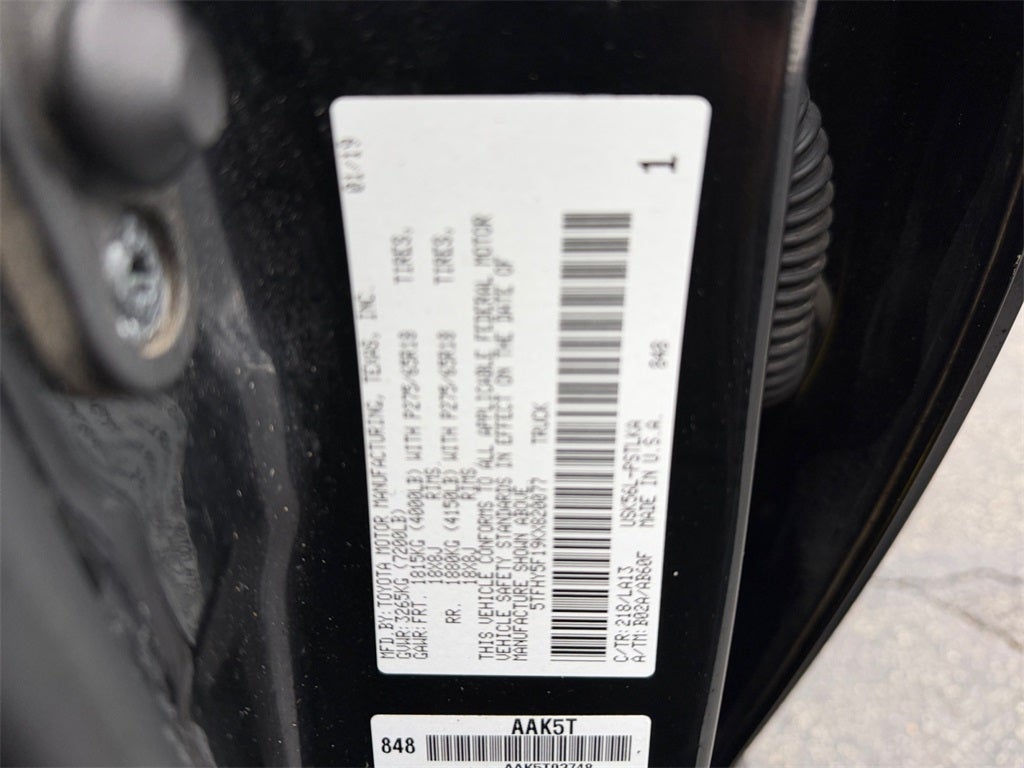 MFD. BY: TOYOTA MOTOR MANUFACTURING, TEXAS, INC. 01/19
GVWR: 3265KG (7200LB)
GAWR: FRT. 1815KG (4000LB) WITH P275/65R18 TIRES,
18X8J RIMS.
RR. 1880KG (4150LB) WITH P275/65R18 TIRES,
18X8J RIMS.
THIS VEHICLE CONFORMS TO ALL APPLICABLE FEDERAL MOTOR
VEHICLE SAFETY STANDARDS IN EFFECT ON THE DATE OF
MANUFACTURE SHOWN ABOVE.
5TFHY5F19KX820077 TRUCK
C/TR: 218/LA13 USK56L-PSTLKA 840
A/TM: B02A/AB60F MADE IN U.S.A. 1
AAK5T
848
AAK5T03748